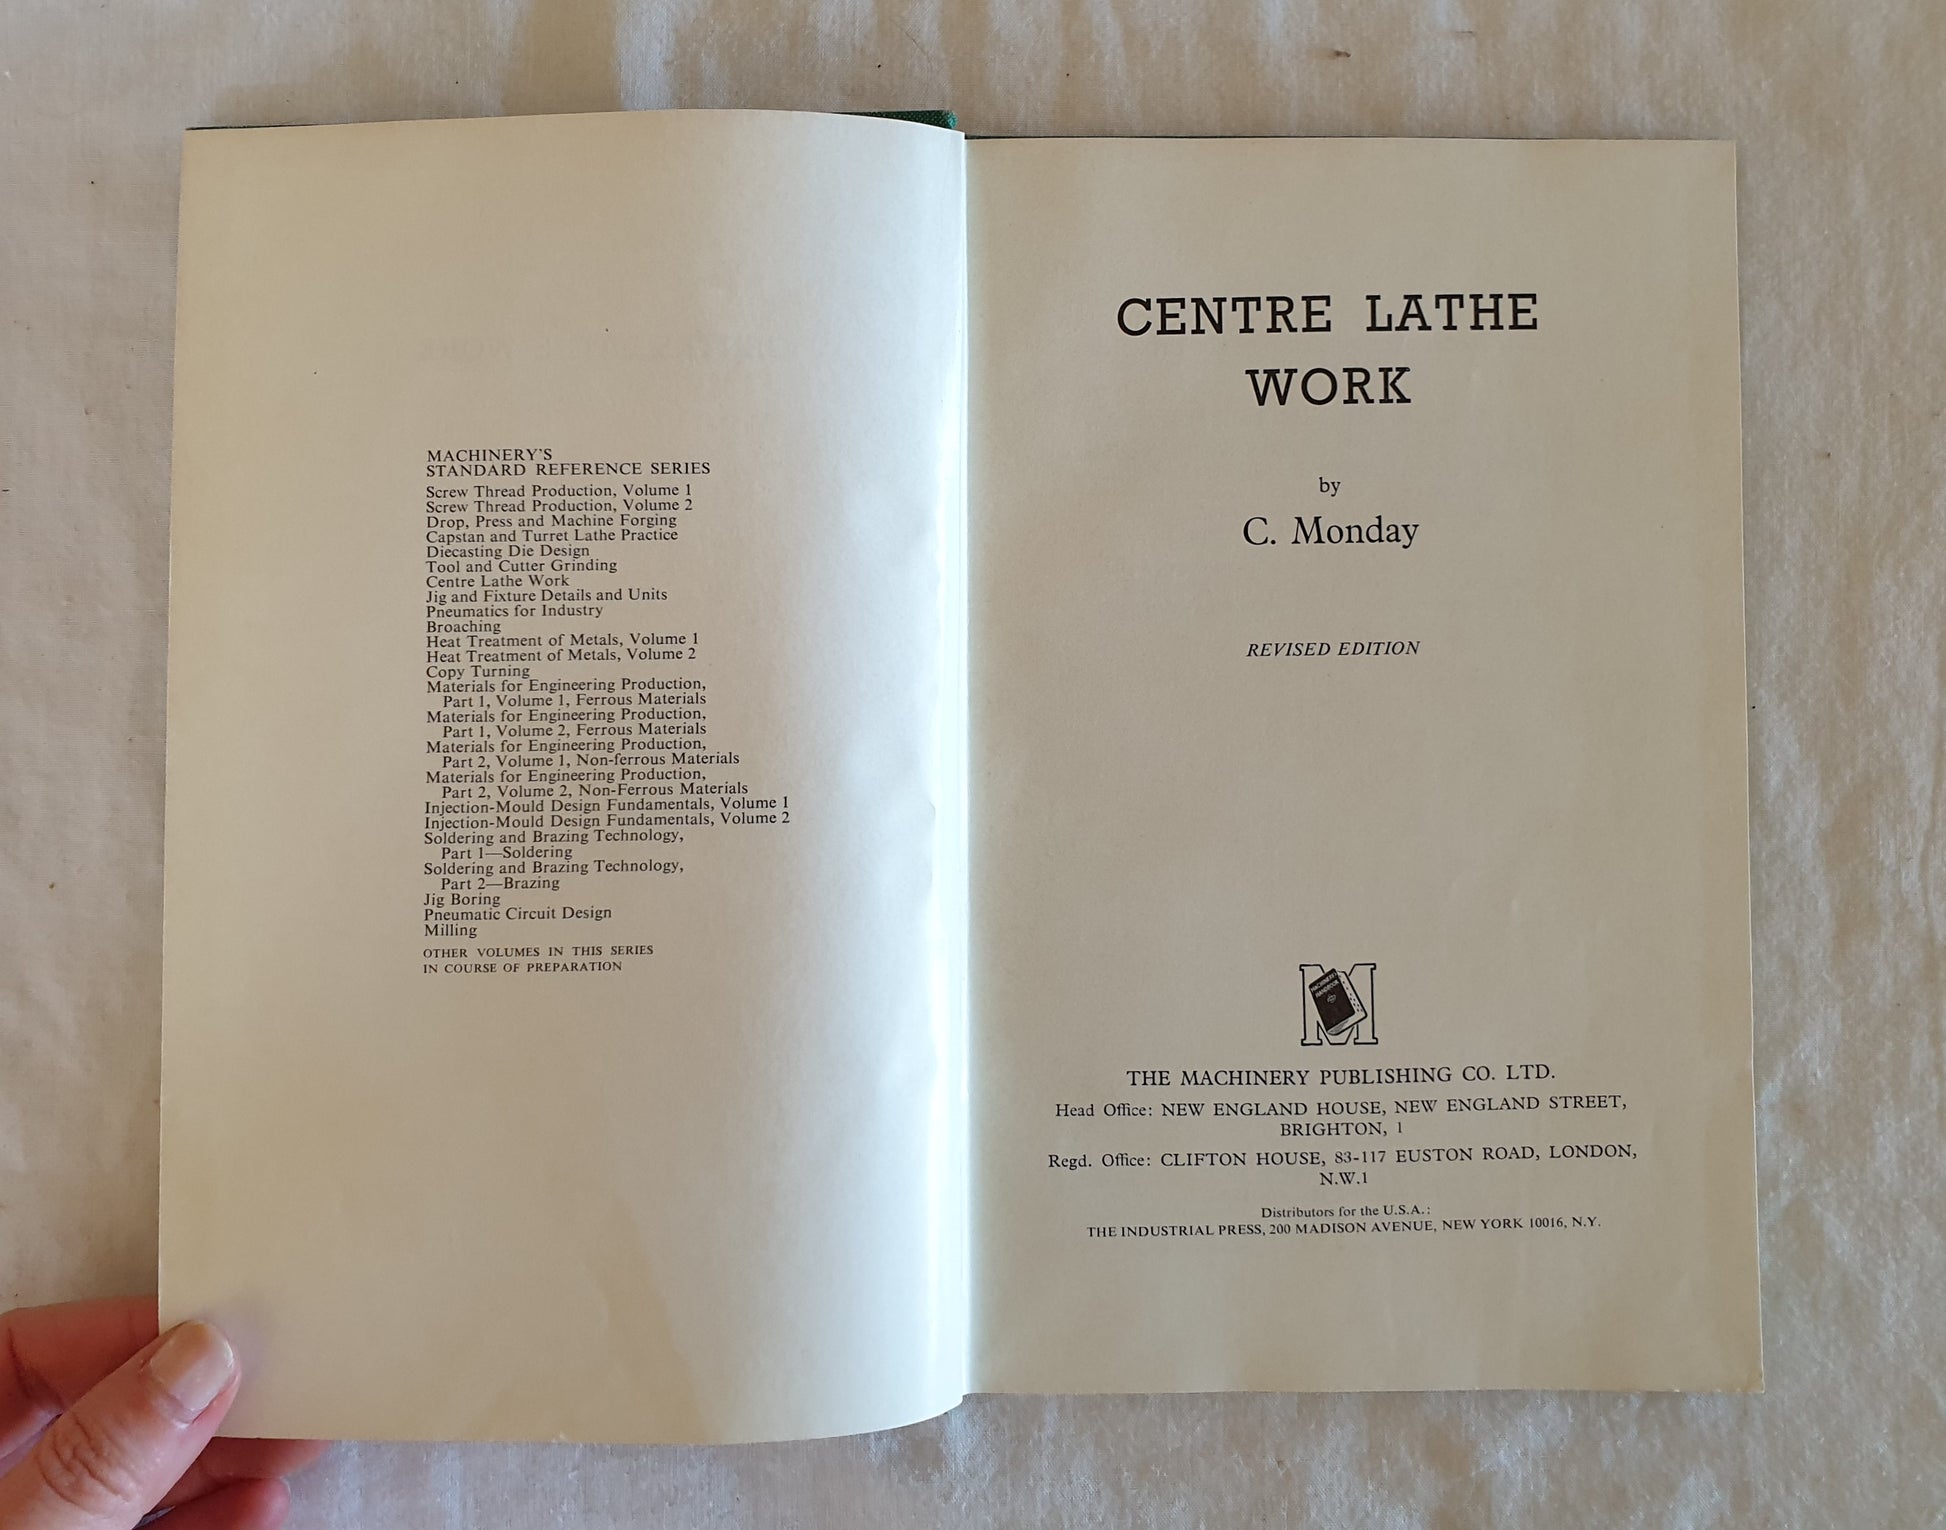 MACHINERY'S
STANDARD REFERENCE SERIES
Screw Thread Production, Volume 1
Screw Thread Production, Volume 2
Drop, Press and Machine Forging
Capstan and Turret Lathe Practice
Diecasting Die Design
Tool and Cutter Grinding
Centre Lathe Work
Jig and Fixture Details and Units
Pneumatics for Industry
Broaching
Heat Treatment of Metals, Volume 1
Heat Treatment of Metals, Volume 2
Copy Turning
Materials for Engineering Production,
Part 1, Volume 1, Ferrous Materials
Materials for Engineering Production,
Part 1, Volume 2, Ferrous Materials
Materials for Engineering Production,
Part 2, Volume 1, Non-ferrous Materials
Materials for Engineering Production,
Part 2, Volume 2, Non-Ferrous Materials
Injection-Mould Design Fundamentals, Volume 1
Injection-Mould Design Fundamentals, Volume 2
Soldering and Brazing Technology,
Part 1—Soldering
Soldering and Brazing Technology,
Part 2—Brazing
Jig Boring
Pneumatic Circuit Design
Milling
OTHER VOLUMES IN THIS SERIES
IN COURSE OF PREPARATION
CENTRE LATHE
WORK
by
C. Monday
REVISED EDITION
M
MACHINERY'S
HANDBOOK
THE MACHINERY PUBLISHING CO. LTD.
Head Office: NEW ENGLAND HOUSE, NEW ENGLAND STREET,
BRIGHTON, 1
Regd. Office: CLIFTON HOUSE, 83-117 EUSTON ROAD, LONDON,
N.W.1
Distributors for the U.S.A.:
THE INDUSTRIAL PRESS, 200 MADISON AVENUE, NEW YORK 10016, N.Y.